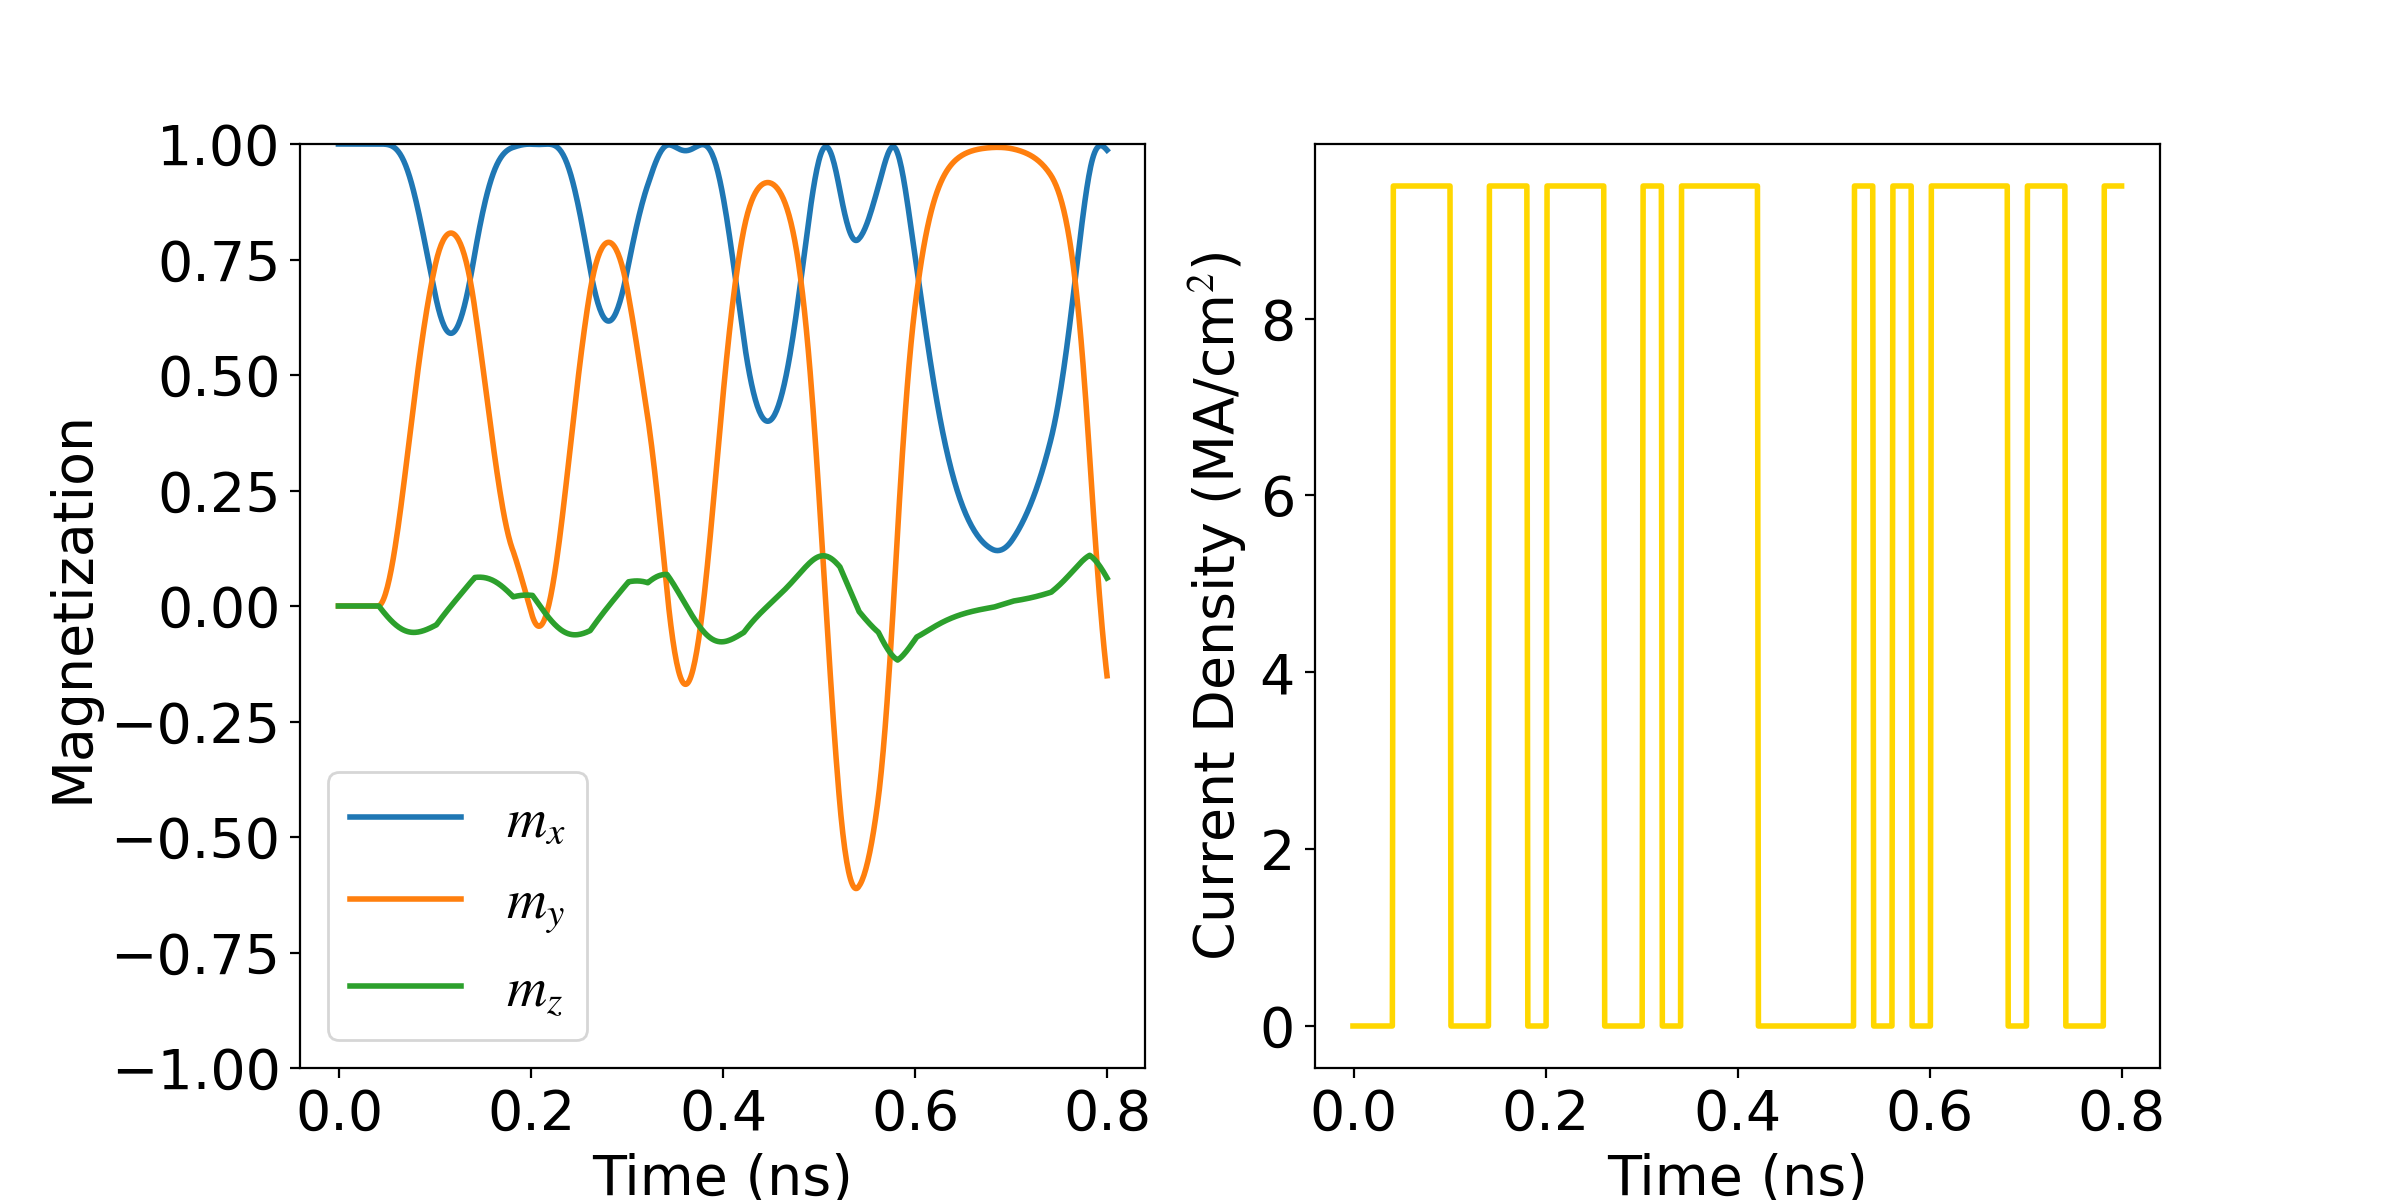 1.00
0.75
0.50
0.25
0.00
−0.25
−0.50
−0.75
−1.00
Magnetization
m_x
m_y
m_z
0.0 0.2 0.4 0.6 0.8
Time (ns)
8
6
4
2
0
Current Density (MA/cm²)
0.0 0.2 0.4 0.6 0.8
Time (ns)